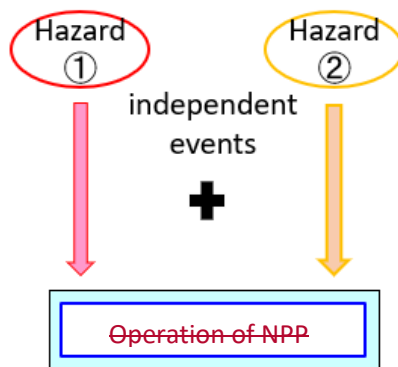 Hazard
①
Hazard
②
independent
events
+
Operation of NPP